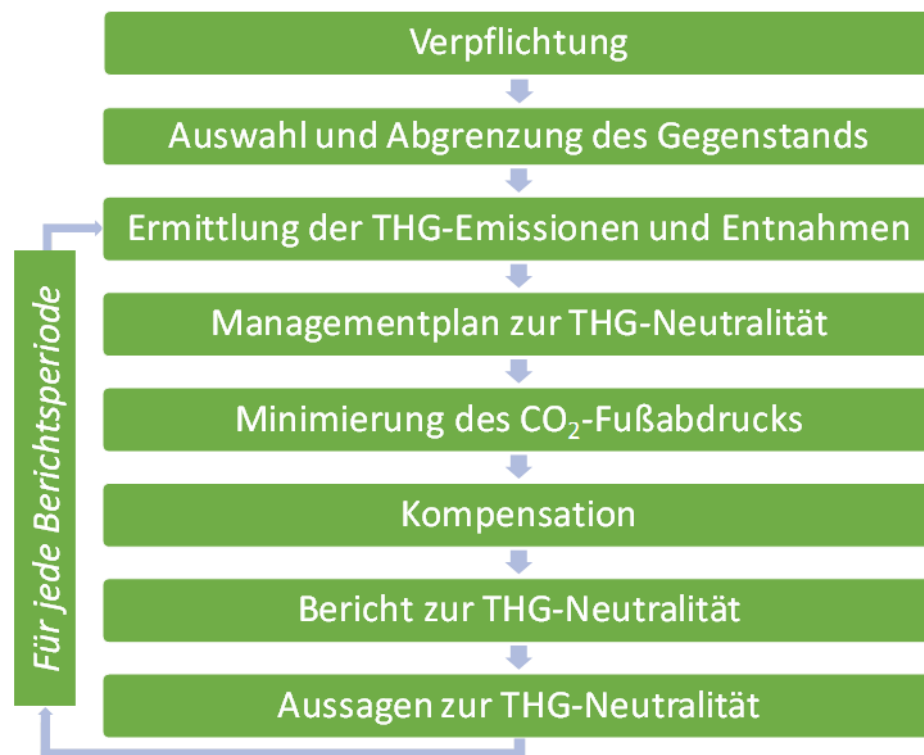 Verpflichtung
Auswahl und Abgrenzung des Gegenstands
Ermittlung der THG-Emissionen und Entnahmen
Managementplan zur THG-Neutralität
Minimierung des CO₂-Fußabdrucks
Kompensation
Bericht zur THG-Neutralität
Aussagen zur THG-Neutralität
Für jede Berichtsperiode